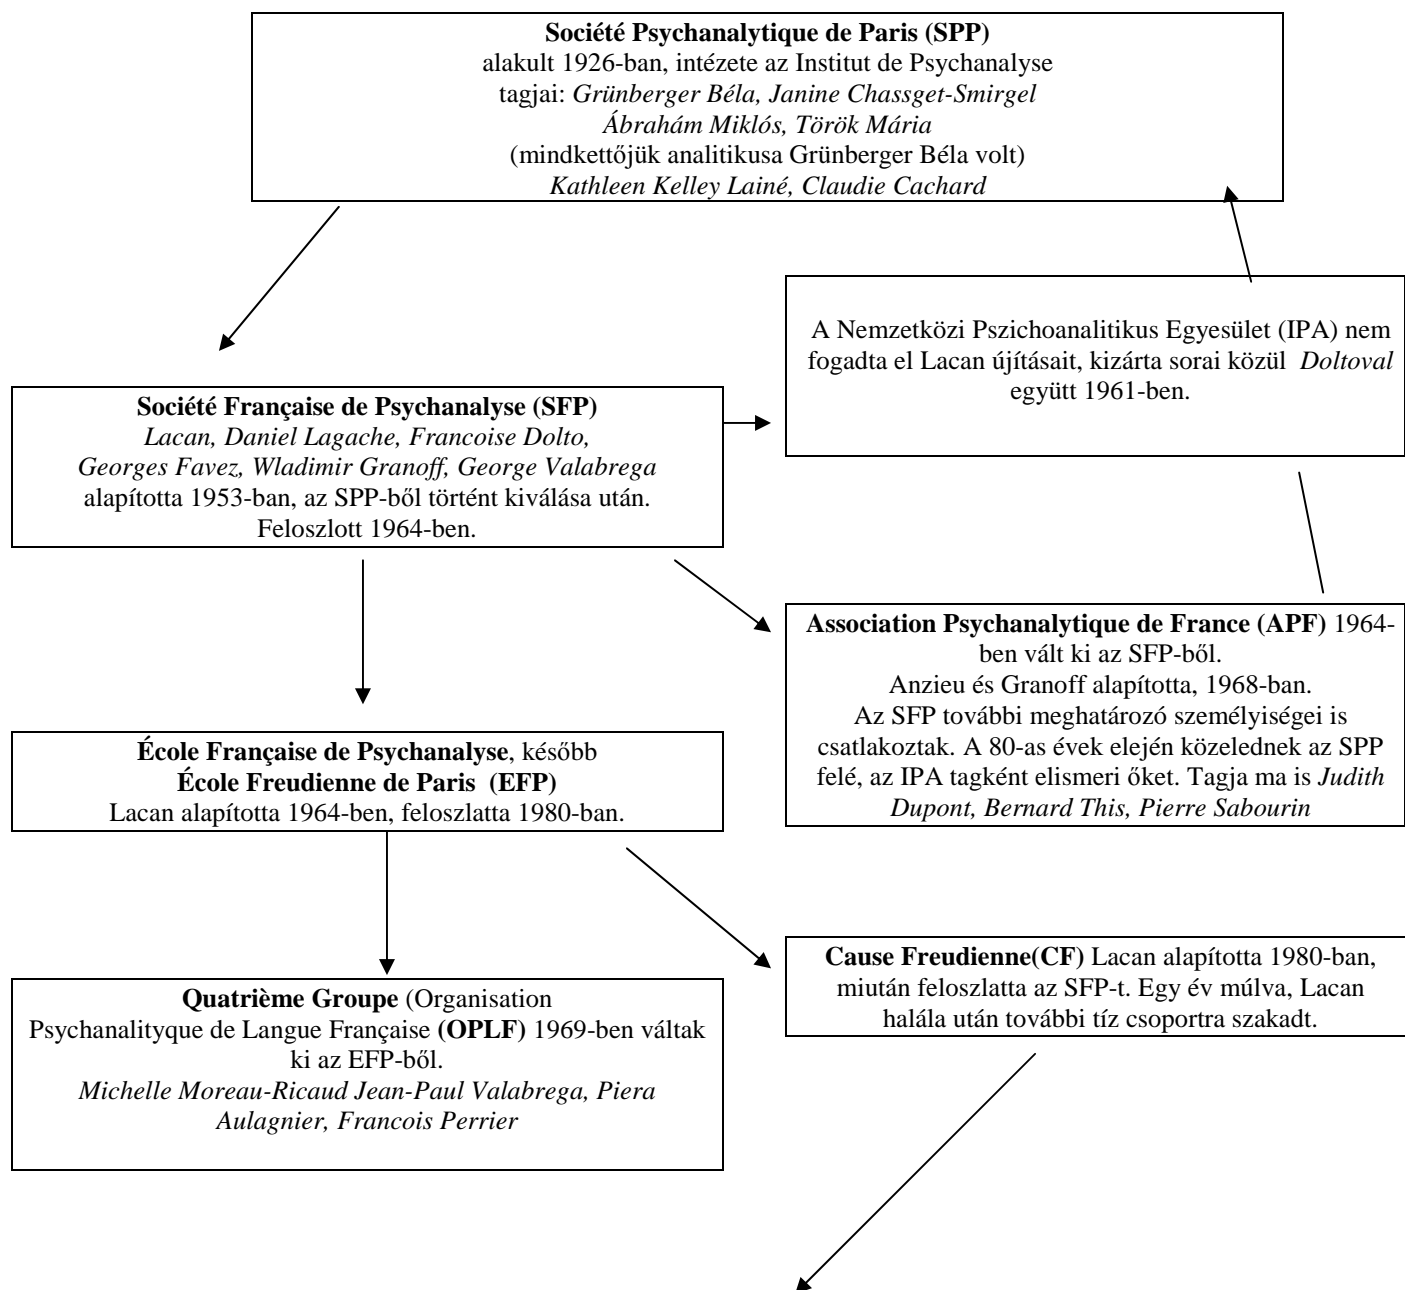 Société Psychanalytique de Paris (SPP)
alakult 1926-ban, intézete az Institut de Psychanalyse
tagjai: Grünberger Béla, Janine Chassget-Smirgel
Ábrahám Miklós, Török Mária
(mindkettőjük analitikusa Grünberger Béla volt)
Kathleen Kelley Lainé, Claudie Cachard
A Nemzetközi Pszichoanalitikus Egyesület (IPA) nem
fogadta el Lacan újításait, kizárta sorai közül Doltoval
együtt 1961-ben.
Société Française de Psychanalyse (SFP)
Lacan, Daniel Lagache, Francoise Dolto,
Georges Favez, Wladimir Granoff, George Valabrega
alapította 1953-ban, az SPP-ből történt kiválása után.
Feloszlott 1964-ben.
Association Psychanalytique de France (APF) 1964-
ben vált ki az SFP-ből.
Anzieu és Granoff alapította, 1968-ban.
Az SFP további meghatározó személyiségei is
csatlakoztak. A 80-as évek elején közelednek az SPP
felé, az IPA tagként elismeri őket. Tagja ma is Judith
Dupont, Bernard This, Pierre Sabourin
École Française de Psychanalyse, később
École Freudienne de Paris (EFP)
Lacan alapította 1964-ben, feloszlatta 1980-ban.
Cause Freudienne(CF) Lacan alapította 1980-ban,
miután feloszlatta az SFP-t. Egy év múlva, Lacan
halála után további tíz csoportra szakadt.
Quatrième Groupe (Organisation
Psychanalityque de Langue Française (OPLF) 1969-ben váltak
ki az EFP-ből.
Michelle Moreau-Ricaud Jean-Paul Valabrega, Piera
Aulagnier, Francois Perrier